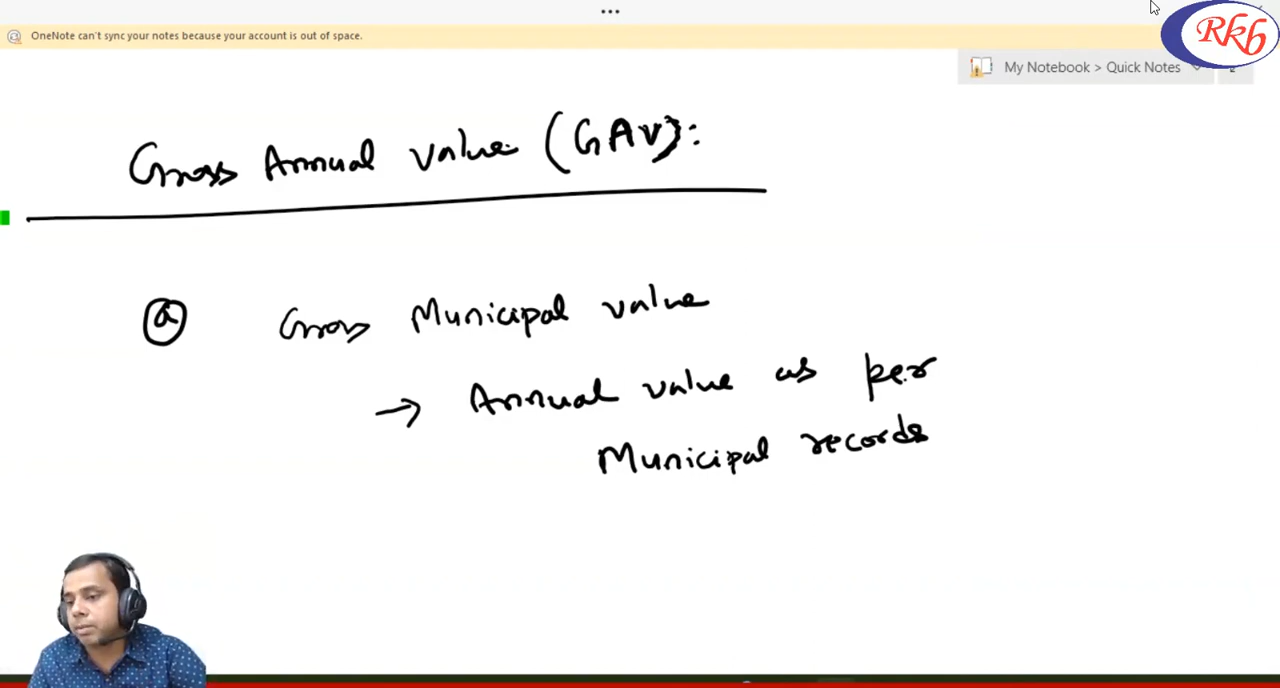 ...
OneNote can't sync your notes because your account is out of space.
Rkb
My Notebook > Quick Notes
Gross Annual value (GAV):
(a) Gross Municipal value
→ Annual value as per
Municipal records